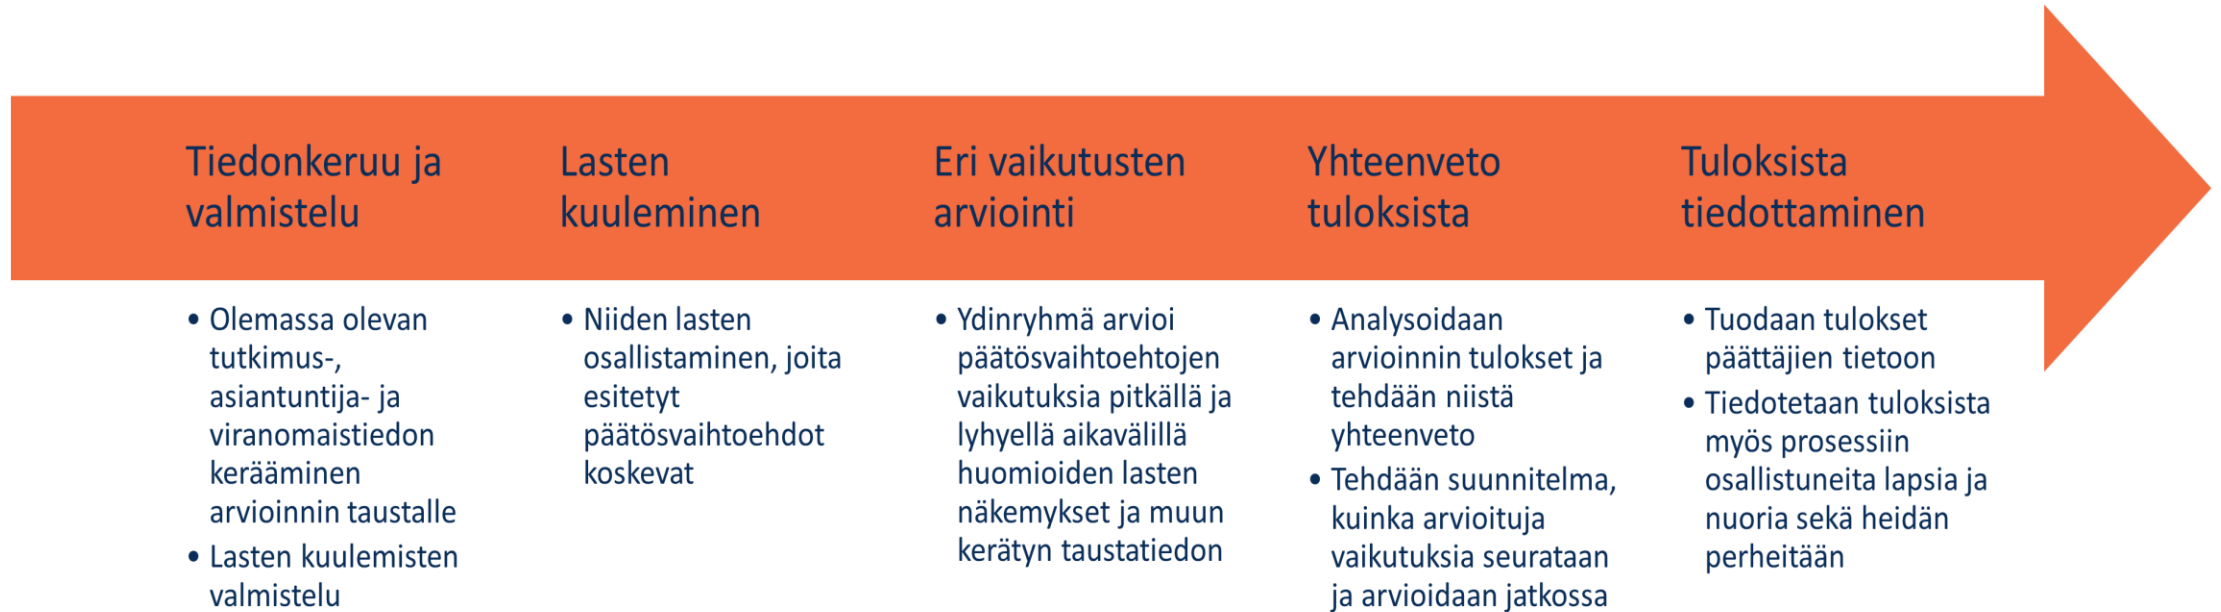 Tiedonkeruu ja
valmistelu
• Olemassa olevan
tutkimus-,
asiantuntija- ja
viranomaistiedon
kerääminen
arvioinnin taustalle
• Lasten kuulemisten
valmistelu
Lasten
kuuleminen
• Niiden lasten
osallistaminen, joita
esitetyt
päätösvaihtoehdot
koskevat
Eri vaikutusten
arviointi
• Ydinryhmä arvioi
päätösvaihtoehtojen
vaikutuksia pitkällä ja
lyhyellä aikavälillä
huomioiden lasten
näkemykset ja muun
kerätyn taustatiedon
Yhteenveto
tuloksista
• Analysoidaan
arvioinnin tulokset ja
tehdään niistä
yhteenveto
• Tehdään suunnitelma,
kuinka arvioituja
vaikutuksia seurataan
ja arvioidaan jatkossa
Tuloksista
tiedottaminen
• Tuodaan tulokset
päättäjien tietoon
• Tiedotetaan tuloksista
myös prosessiin
osallistuneita lapsia ja
nuoria sekä heidän
perheitään